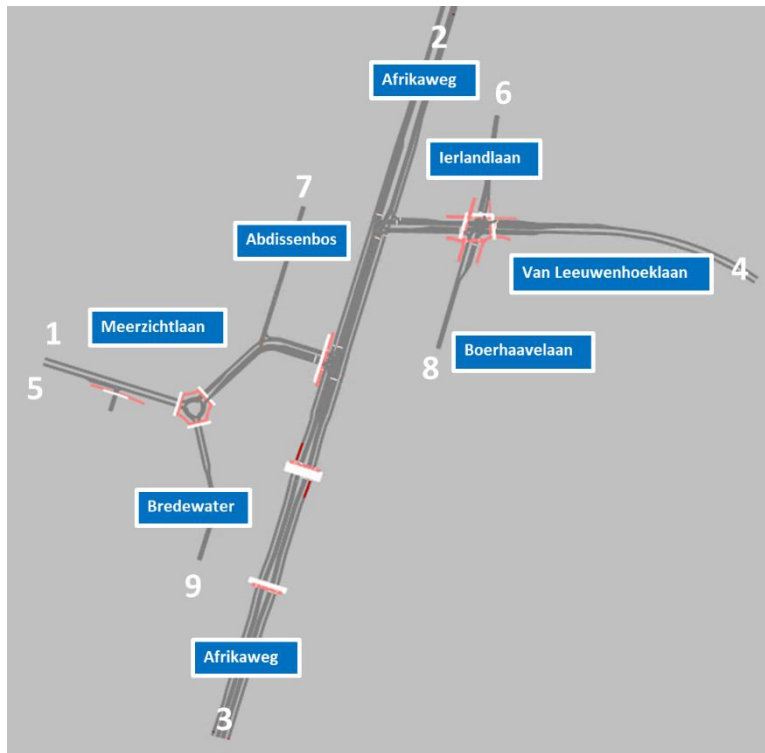 2
Afrikaweg
6
Ierlandlaan
7
Abdissenbos
Van Leeuwenhoeklaan
4
Meerzichtlaan
1
5
8
Boerhaavelaan
Bredewater
9
Afrikaweg
3